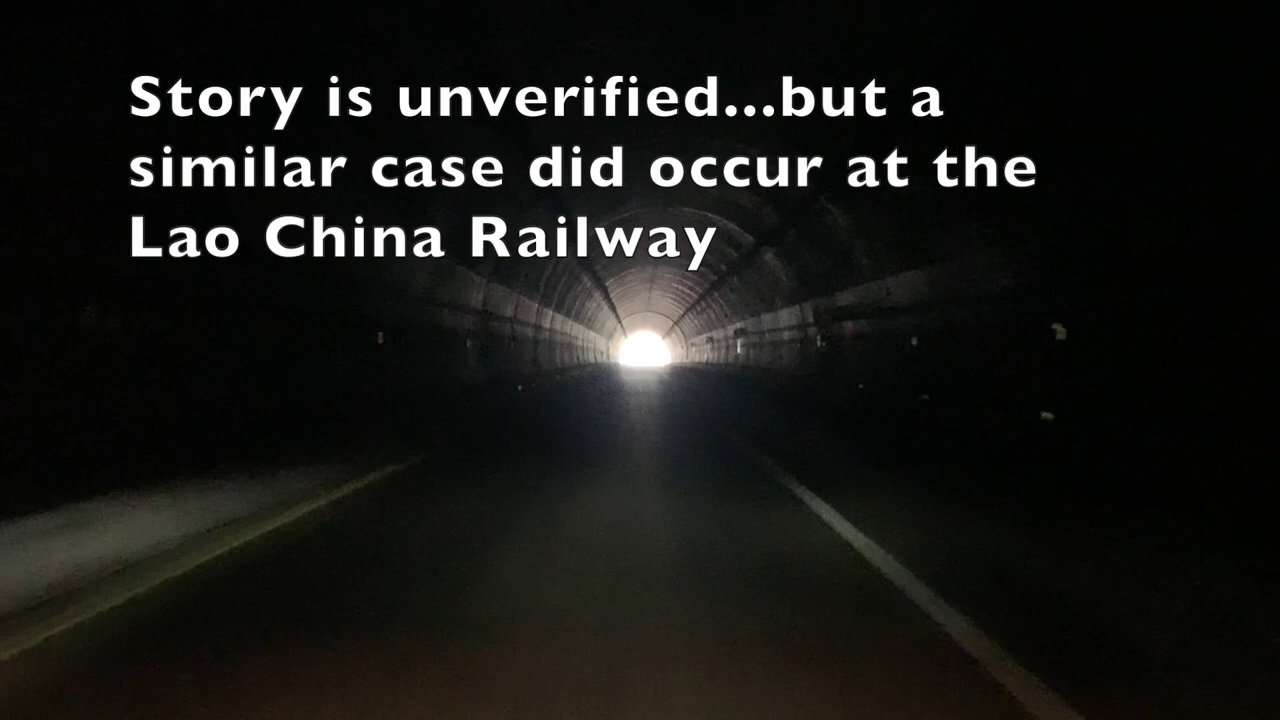 Story is unverified...but a
similar case did occur at the
Lao China Railway